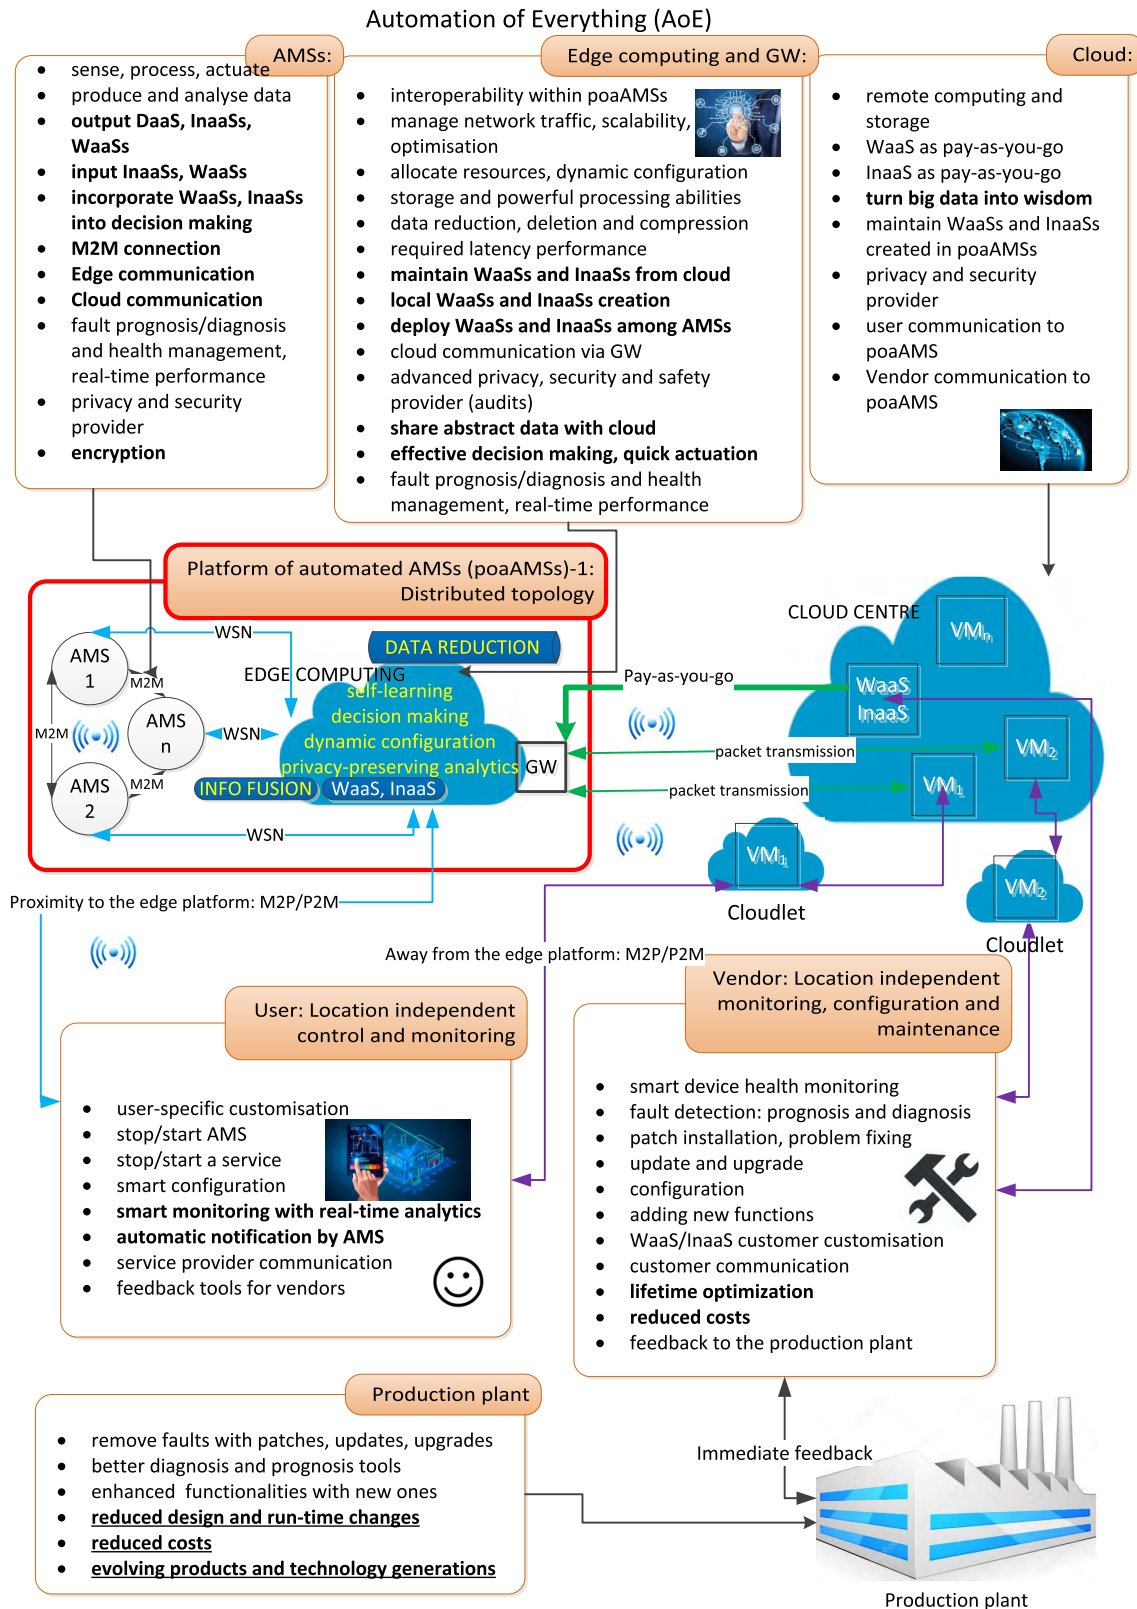 Automation of Everything (AoE)
AMSs:
sense, process, actuate
produce and analyse data
output DaaS, InaaSs,
WaaSs
input InaaSs, WaaSs
incorporate WaaSs, InaaSs
into decision making
M2M connection
Edge communication
Cloud communication
fault prognosis/diagnosis
and health management,
real-time performance
privacy and security
provider
encryption
Edge computing and GW:
interoperability within poaAMSs
manage network traffic, scalability,
optimisation
allocate resources, dynamic configuration
storage and powerful processing abilities
data reduction, deletion and compression
required latency performance
maintain WaaSs and InaaSs from cloud
local WaaSs and InaaSs creation
deploy WaaSs and InaaSs among AMSs
cloud communication via GW
advanced privacy, security and safety
provider (audits)
share abstract data with cloud
effective decision making, quick actuation
fault prognosis/diagnosis and health
management, real-time performance
Cloud:
remote computing and
storage
WaaS as pay-as-you-go
InaaS as pay-as-you-go
turn big data into wisdom
maintain WaaSs and InaaSs
created in poaAMSs
privacy and security
provider
user communication to
poaAMS
Vendor communication to
poaAMS
Platform of automated AMSs (poaAMSs)-1:
Distributed topology
AMS
1
AMS
n
AMS
2
M2M
M2M
M2M
WSN
WSN
WSN
DATA REDUCTION
EDGE COMPUTING
self-learning
decision making
dynamic configuration
privacy-preserving analytics
INFO FUSION
WaaS, InaaS
GW
Pay-as-you-go
packet transmission
packet transmission
CLOUD CENTRE
VMn
WaaS
InaaS
VM2
VM1
VM1
Cloudlet
VM2
Cloudlet
Proximity to the edge platform: M2P/P2M
Away from the edge platform: M2P/P2M
User: Location independent
control and monitoring
user-specific customisation
stop/start AMS
stop/start a service
smart configuration
smart monitoring with real-time analytics
automatic notification by AMS
service provider communication
feedback tools for vendors
Vendor: Location independent
monitoring, configuration and
maintenance
smart device health monitoring
fault detection: prognosis and diagnosis
patch installation, problem fixing
update and upgrade
configuration
adding new functions
WaaS/InaaS customer customisation
customer communication
lifetime optimization
reduced costs
feedback to the production plant
Production plant
remove faults with patches, updates, upgrades
better diagnosis and prognosis tools
enhanced functionalities with new ones
reduced design and run-time changes
reduced costs
evolving products and technology generations
Immediate feedback
Production plant